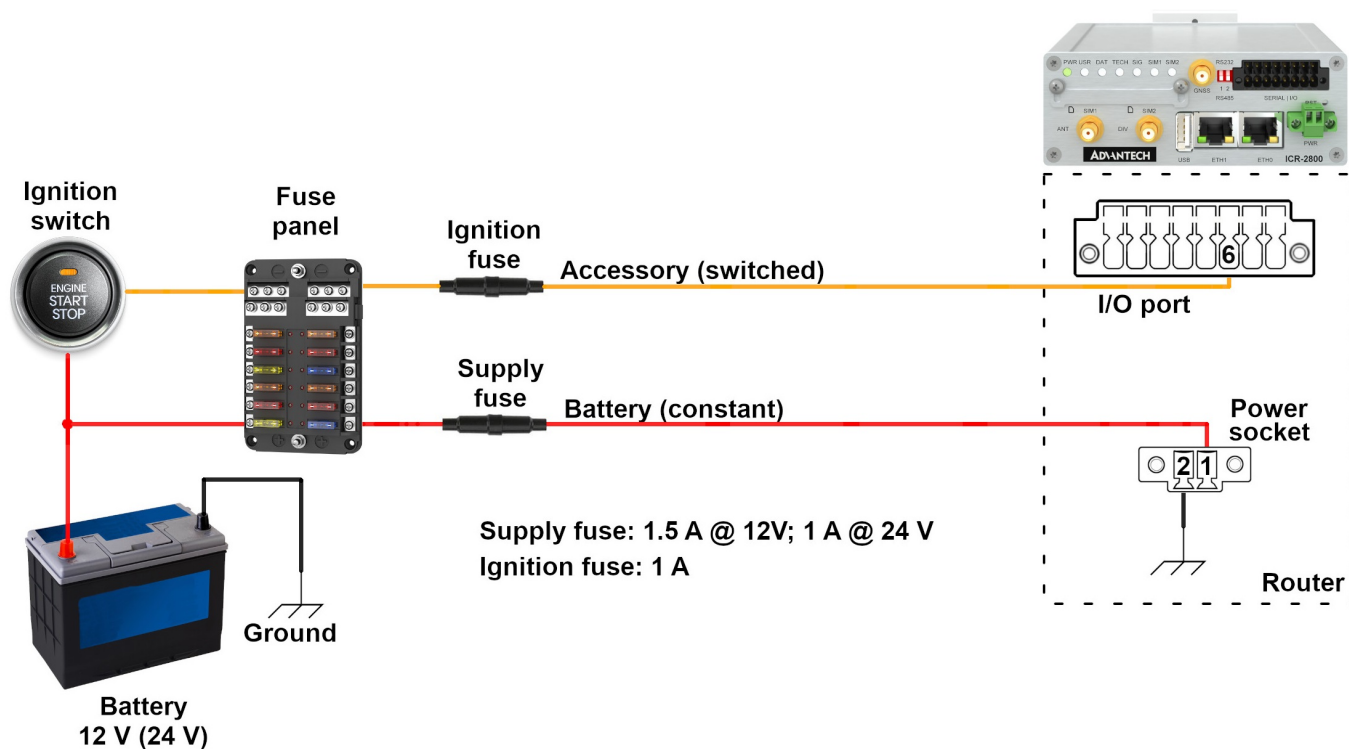 PWR USR DAT TECH SIG SIM1 SIM2
RS232
GNSS
1 2
RS485
SERIAL | I/O
RST
SIM1
SIM2
ANT
DIV
PWR
ADVANTECH
USB
ETH1
ETH0
ICR-2800
Ignition
switch
Fuse
panel
Ignition
fuse
Accessory (switched)
6
I/O port
ENGINE
START
STOP
Supply
fuse
Battery (constant)
Power
socket
2 1
Supply fuse: 1.5 A @ 12V; 1 A @ 24 V
Ignition fuse: 1 A
Router
Ground
Battery
12 V (24 V)